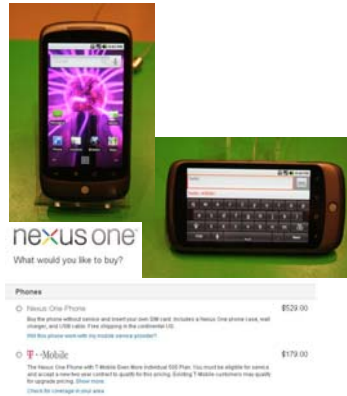 nexus one
What would you like to buy?
Phones
Nexus One Phone $529.00
Buy the phone without service and insert your own SIM card. Includes a Nexus One phone case, wall
charger, and USB cable. Free shipping in the continental US.
Will this phone work with my mobile service provider?
T-Mobile $179.00
The Nexus One Phone with T-Mobile Even More Individual 500 Plan. You must be eligible for service
and accept a new two year contract to qualify for this pricing. Existing T-Mobile customers may qualify
for upgrade pricing. Show more.
Check for coverage in your area